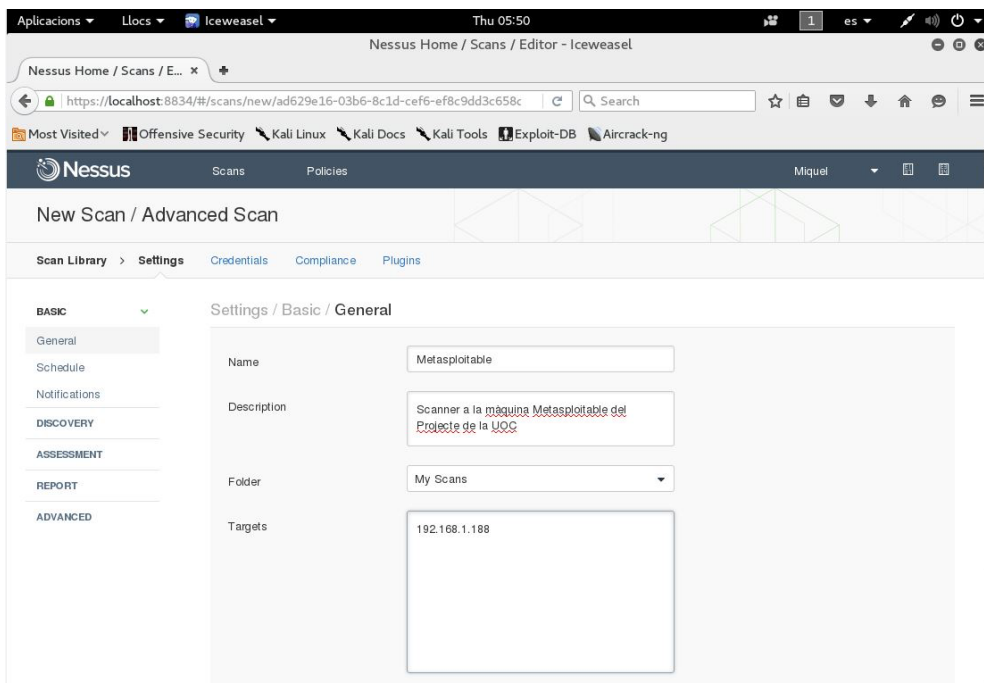 Aplicacions Llocs Iceweasel Thu 05:50 1 es
Nessus Home / Scans / Editor - Iceweasel
Nessus Home / Scans / E...
https://localhost:8834/#/scans/new/ad629e16-03b6-8c1d-cef6-ef8c9dd3c658c Search
Most Visited Offensive Security Kali Linux Kali Docs Kali Tools Exploit-DB Aircrack-ng
Nessus Scans Policies Miquel
New Scan / Advanced Scan
Scan Library > Settings Credentials Compliance Plugins
BASIC
Settings / Basic / General
General
Schedule
Notifications
DISCOVERY
ASSESSMENT
REPORT
ADVANCED
Name Metasploitable
Description Scanner a la màquina Metasploitable del
Projecte de la UOC
Folder My Scans
Targets 192.168.1.188